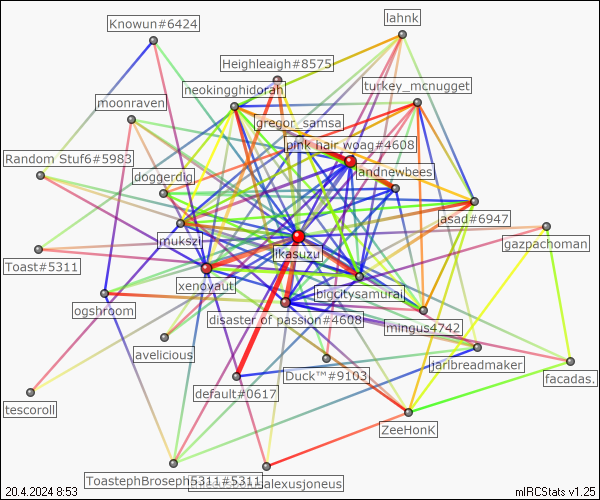 lahnk
Knowun#6424
Heighleaigh#8575
turkey_mcnugget
neokingghidorah
moonraven
gregor_samsa
pink hair woag#4608
Random Stuf6#5983
landnewbees
doggerdig
asad#6947
jmukszi
gazpachoman
likasuzu
Toast#5311
xenovaut
bigcitysamurai
ogshroom
disaster of passion#4608
mingus4742
avelicious
jarlbreadmaker
Duck™#9103
facadas.
default#0617
tescoroll
ZeeHonK
ToastephBroseph5311#5311
alexusjoneus
20.4.2024 8:53
mIRCStats v1.25